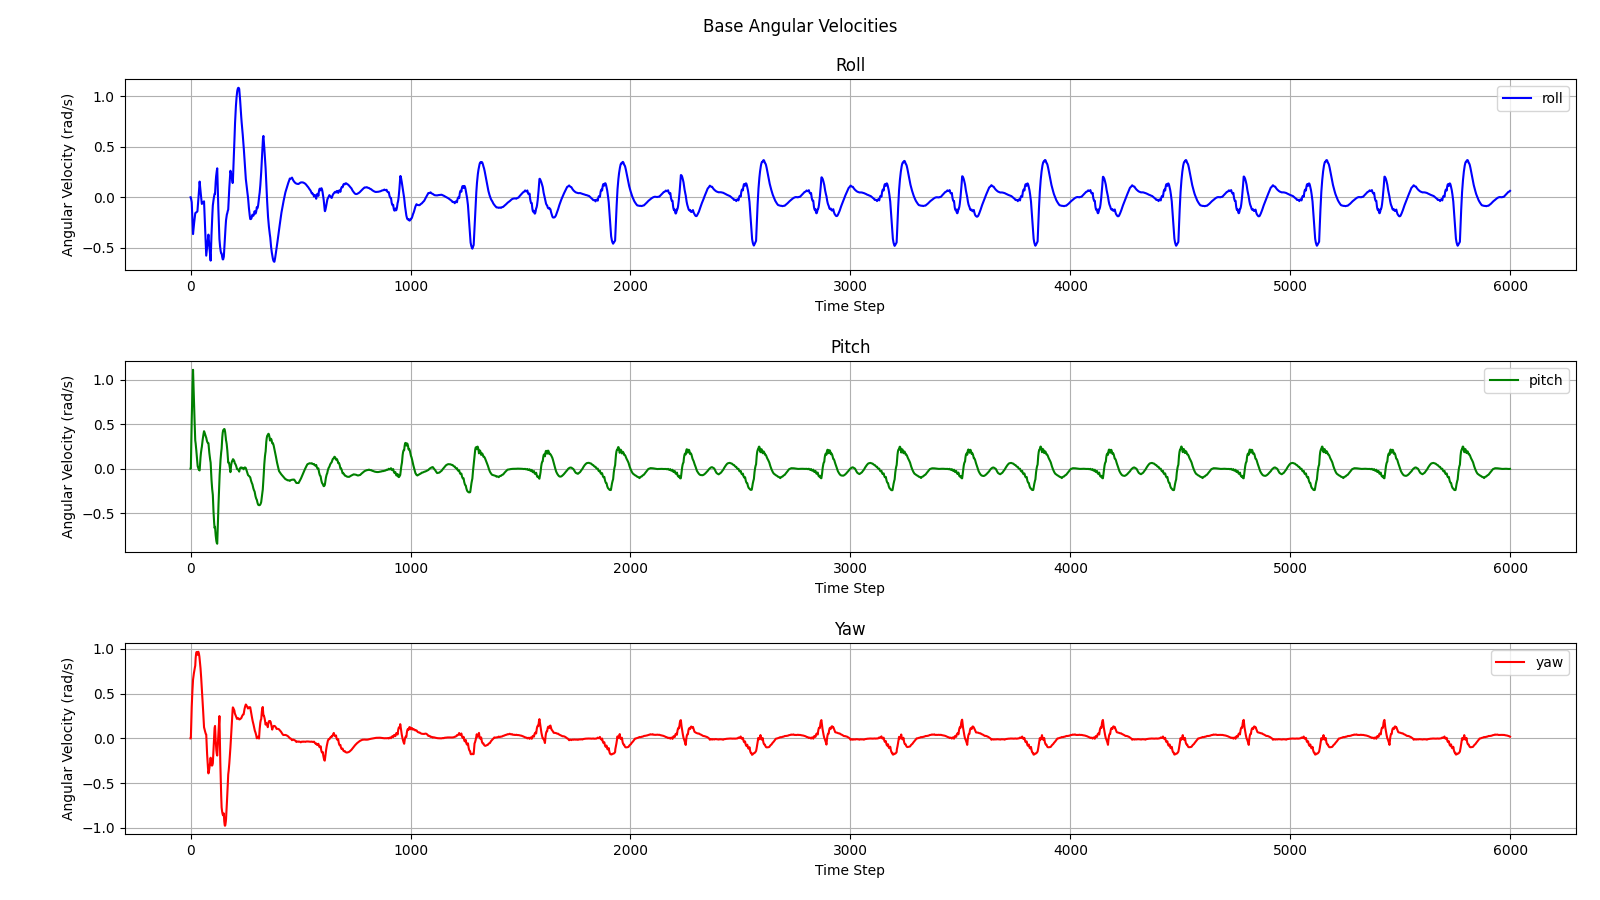 Base Angular Velocities
Roll
Angular Velocity (rad/s)
1.0
0.5
0.0
−0.5
roll
0 1000 2000 3000 4000 5000 6000
Time Step
Pitch
Angular Velocity (rad/s)
1.0
0.5
0.0
−0.5
pitch
0 1000 2000 3000 4000 5000 6000
Time Step
Yaw
Angular Velocity (rad/s)
1.0
0.5
0.0
−0.5
−1.0
yaw
0 1000 2000 3000 4000 5000 6000
Time Step